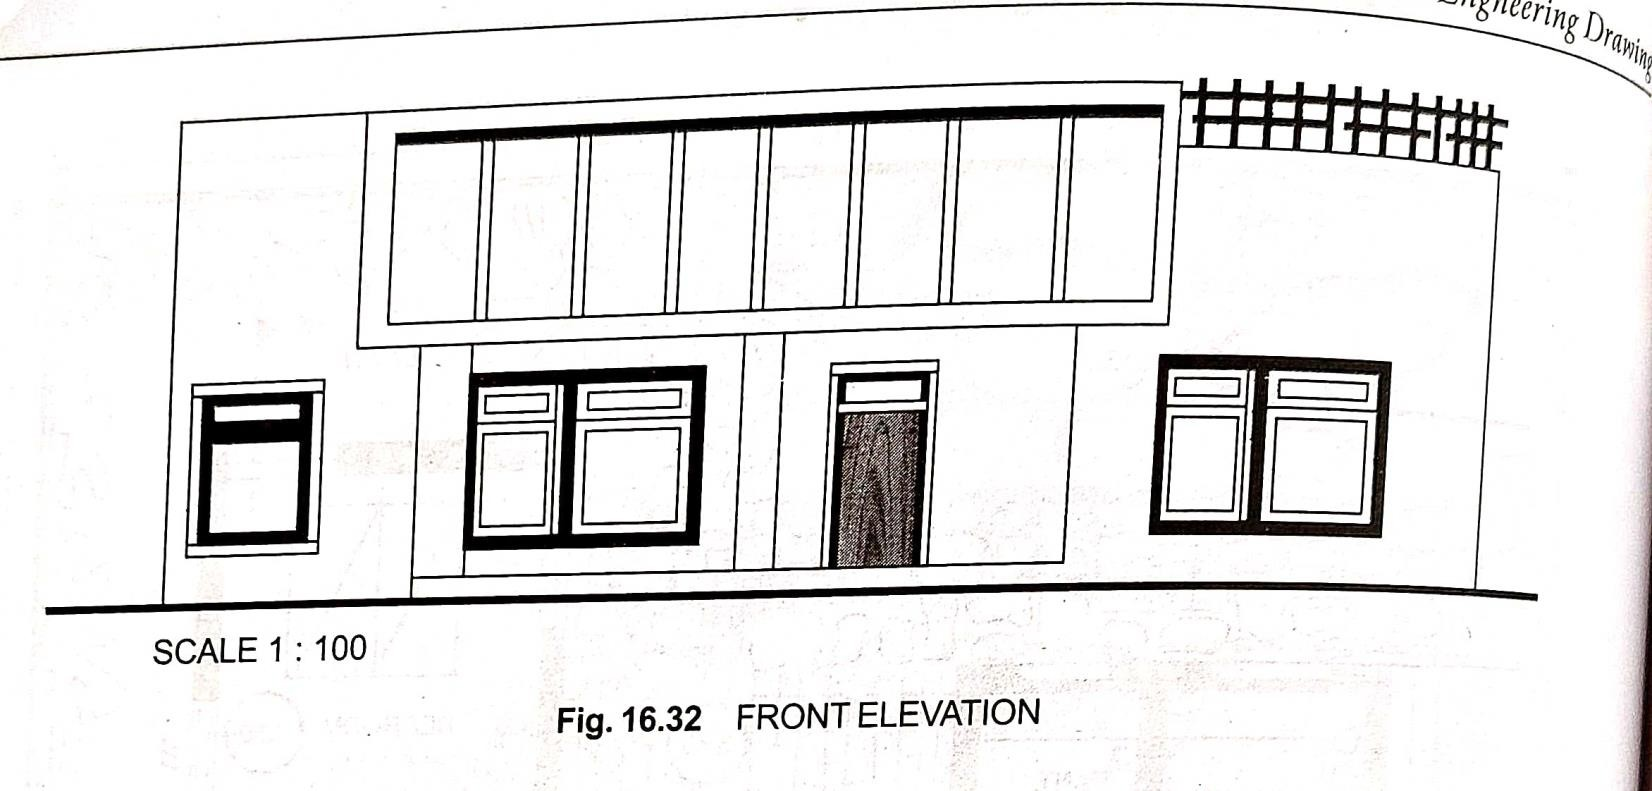 Engineering Drawing
SCALE 1 : 100
Fig. 16.32 FRONT ELEVATION